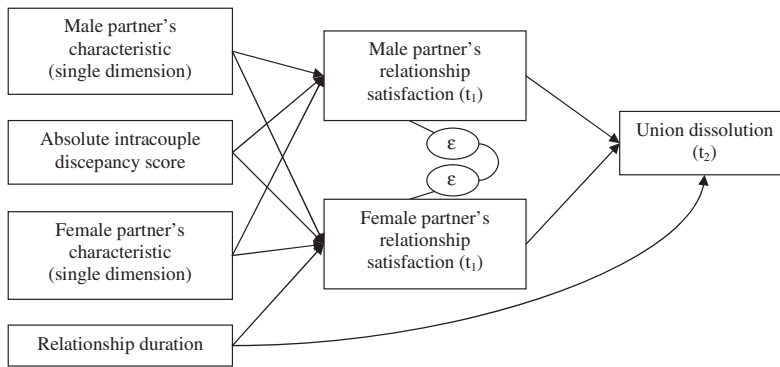 Male partner's
characteristic
(single dimension)
Absolute intracouple
discepancy score
Female partner's
characteristic
(single dimension)
Relationship duration
Male partner's
relationship
satisfaction (t₁)
ε
ε
Female partner's
relationship
satisfaction (t₁)
Union dissolution
(t₂)